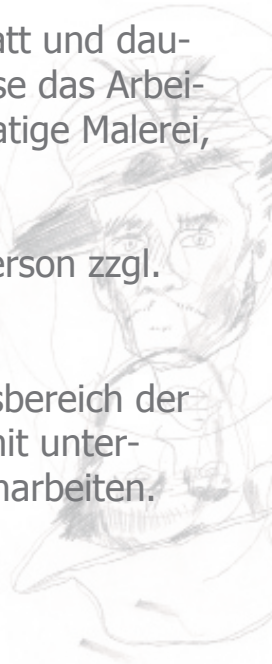 att und dau-
se das Arbei-
atige Malerei,
erson zzgl.
sbereich der
nit unter-
narbeiten.